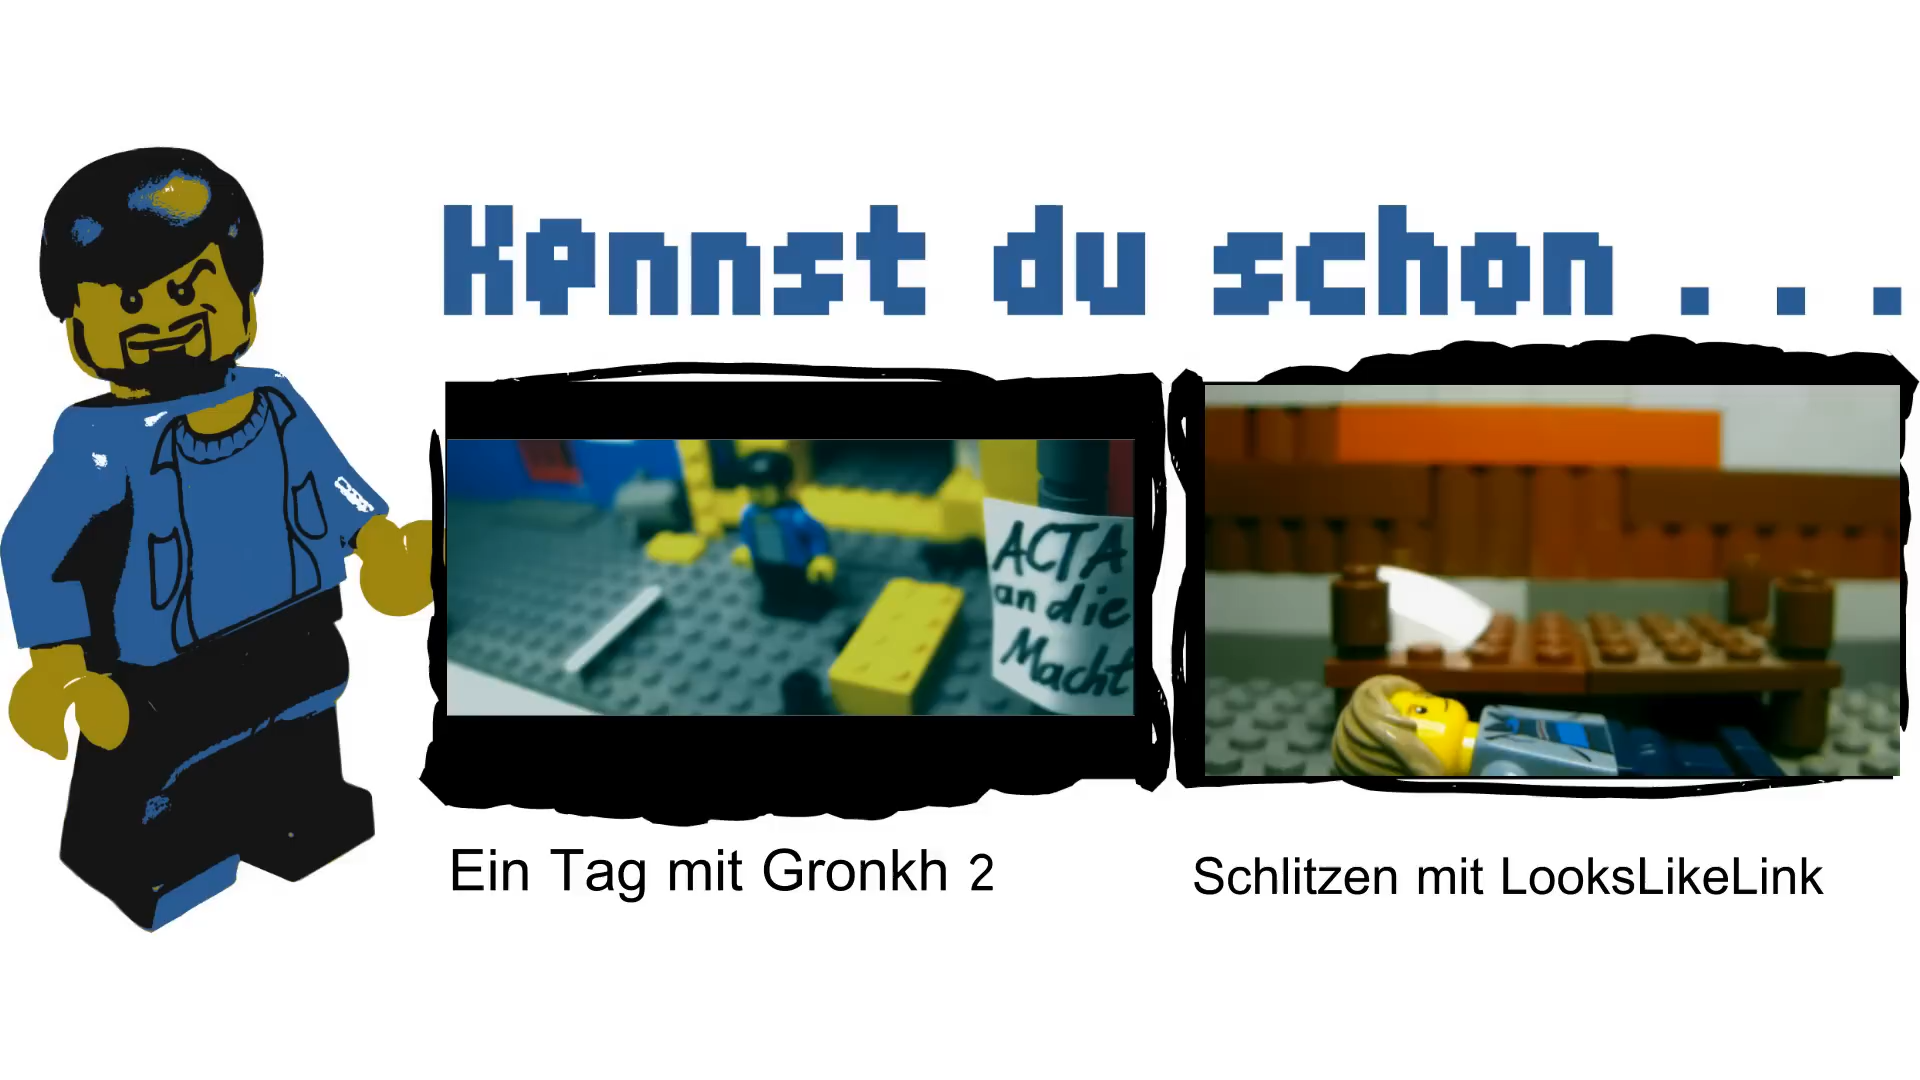 Kennst du schon . . .
ACTA
an die
Macht
Ein Tag mit Gronkh 2
Schlitzen mit LooksLikeLink